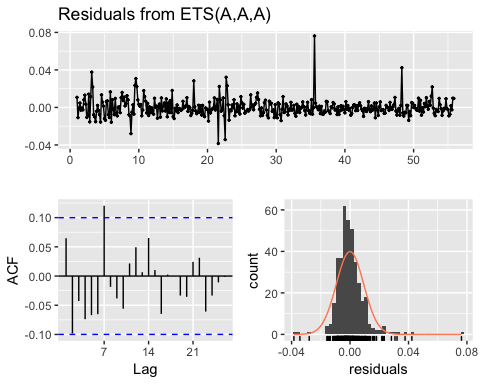 Residuals from ETS(A,A,A)
0.08
0.04
0.00
-0.04
0 10 20 30 40 50
ACF
0.10
0.05
0.00
-0.05
-0.10
7 14 21
Lag
count
60
40
20
0
-0.04 0.00 0.04 0.08
residuals